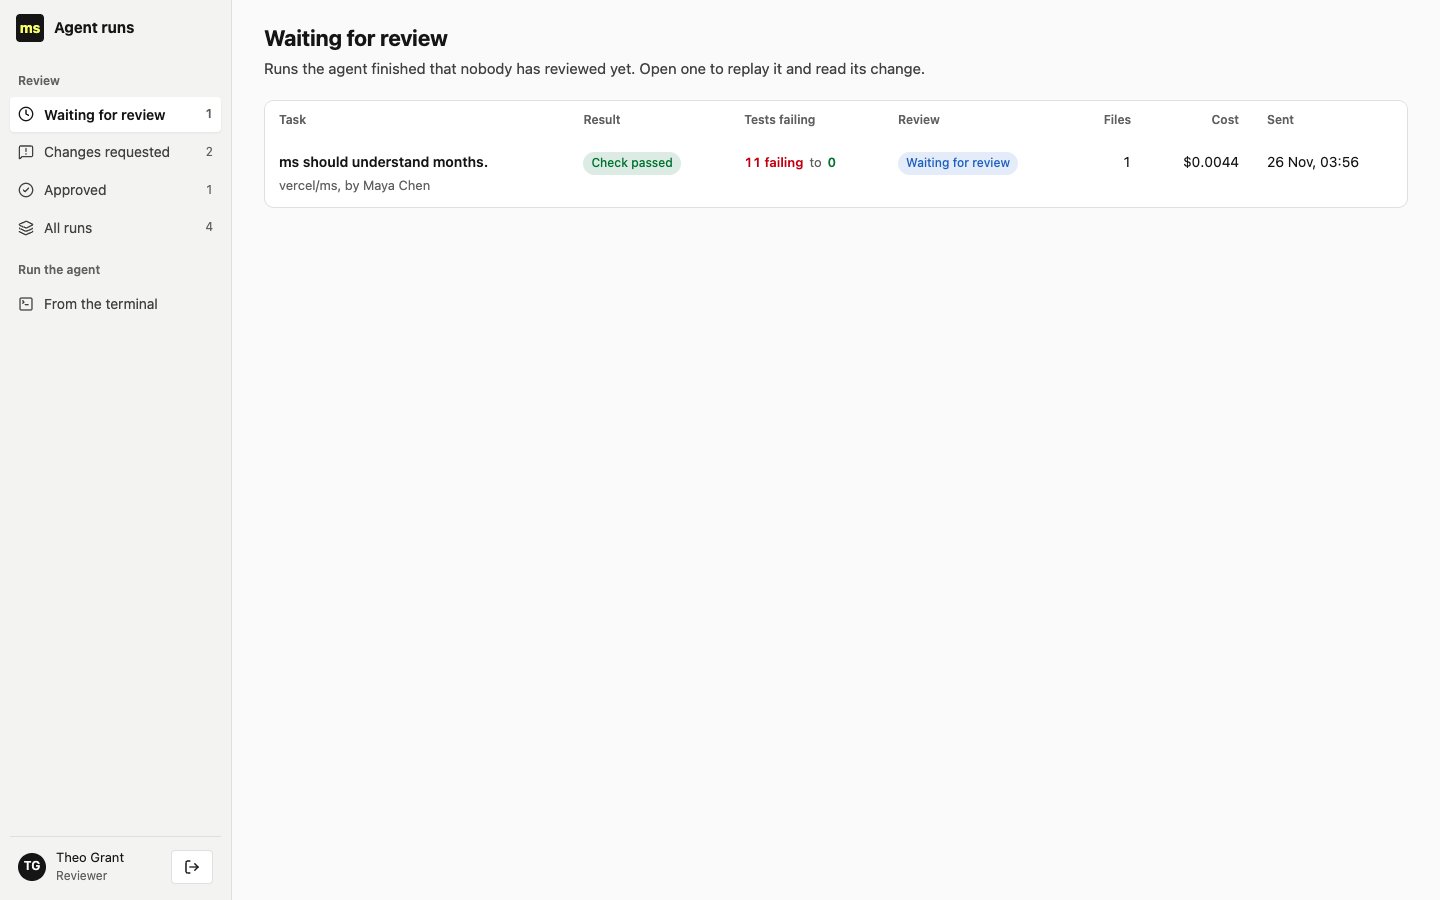 ms Agent runs
Review
Waiting for review 1
Changes requested 2
Approved 1
All runs 4
Run the agent
From the terminal
TG Theo Grant
Reviewer
Waiting for review
Runs the agent finished that nobody has reviewed yet. Open one to replay it and read its change.
Task Result Tests failing Review Files Cost Sent
ms should understand months. Check passed 11 failing to 0 Waiting for review 1 $0.0044 26 Nov, 03:56
vercel/ms, by Maya Chen